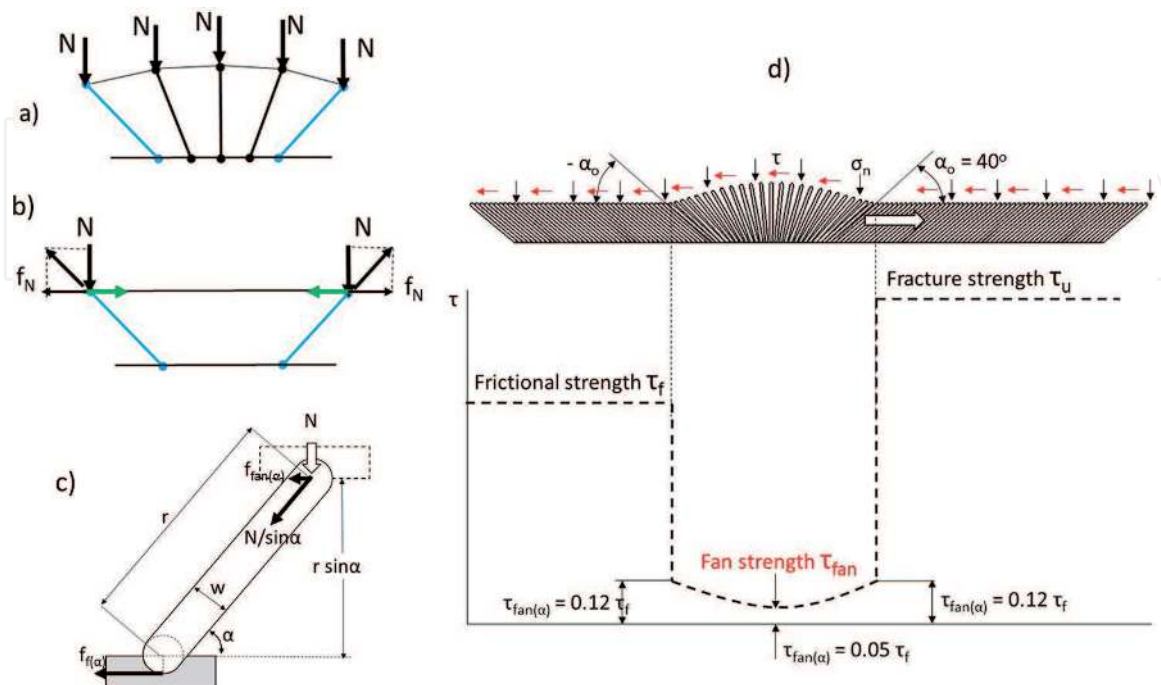 a)
N
N
N
N
N
b)
N
N
f_N
f_N
c)
N
f_fan(α)
r
N/sinα
r sinα
w
α
f_f(α)
d)
- α_o
τ
σ_n
α_o = 40°
τ
Fracture strength τ_u
Frictional strength τ_f
Fan strength τ_fan
τ_fan(α) = 0.12 τ_f
τ_fan(α) = 0.12 τ_f
τ_fan(α) = 0.05 τ_f